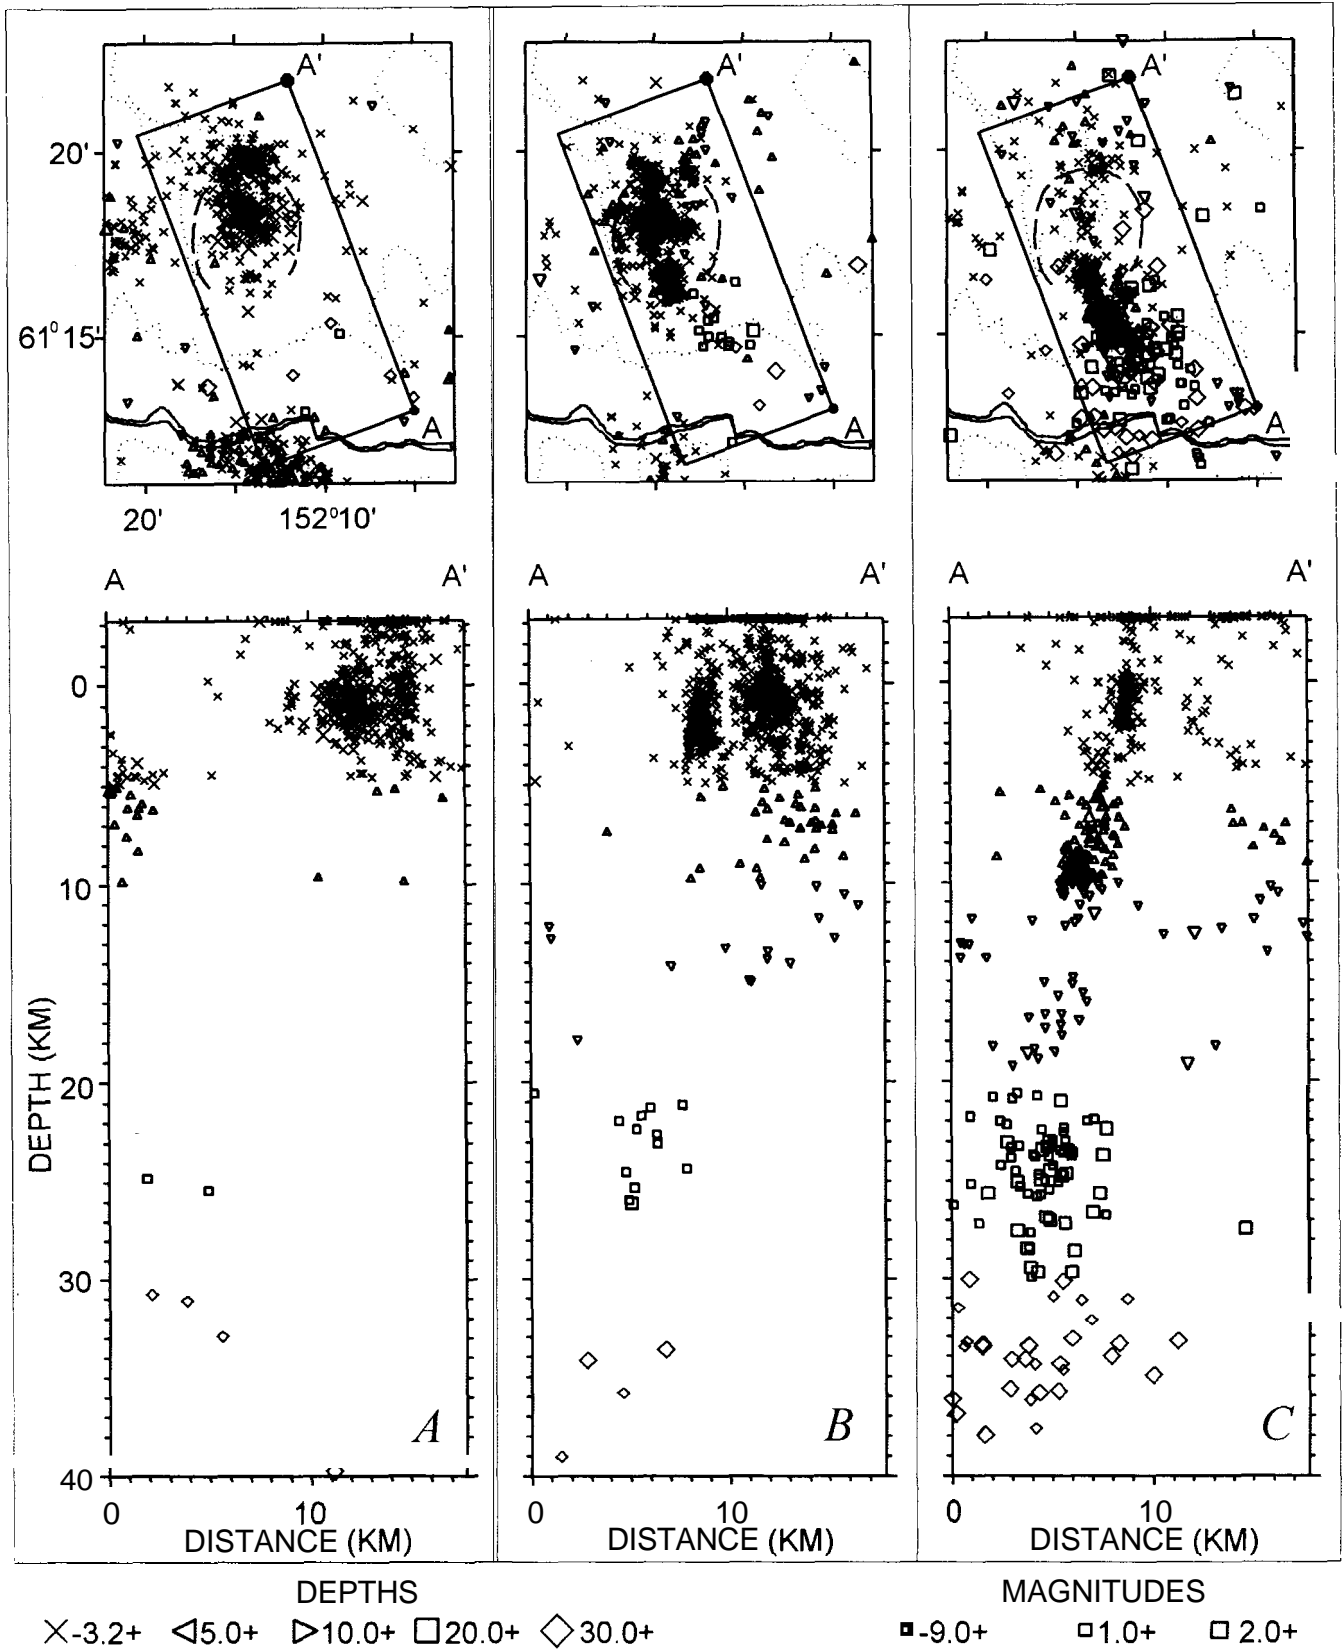 A' A' A'
20'
61° 15'
A A A
20' 152°10'
A A' A A' A A'
0
10
20
30
40
DEPTH (KM)
A B C
0 10 0 10 0 10
DISTANCE (KM) DISTANCE (KM) DISTANCE (KM)
DEPTHS MAGNITUDES
-3.2+ 5.0+ 10.0+ 20.0+ 30.0+ -9.0+ 1.0+ 2.0+